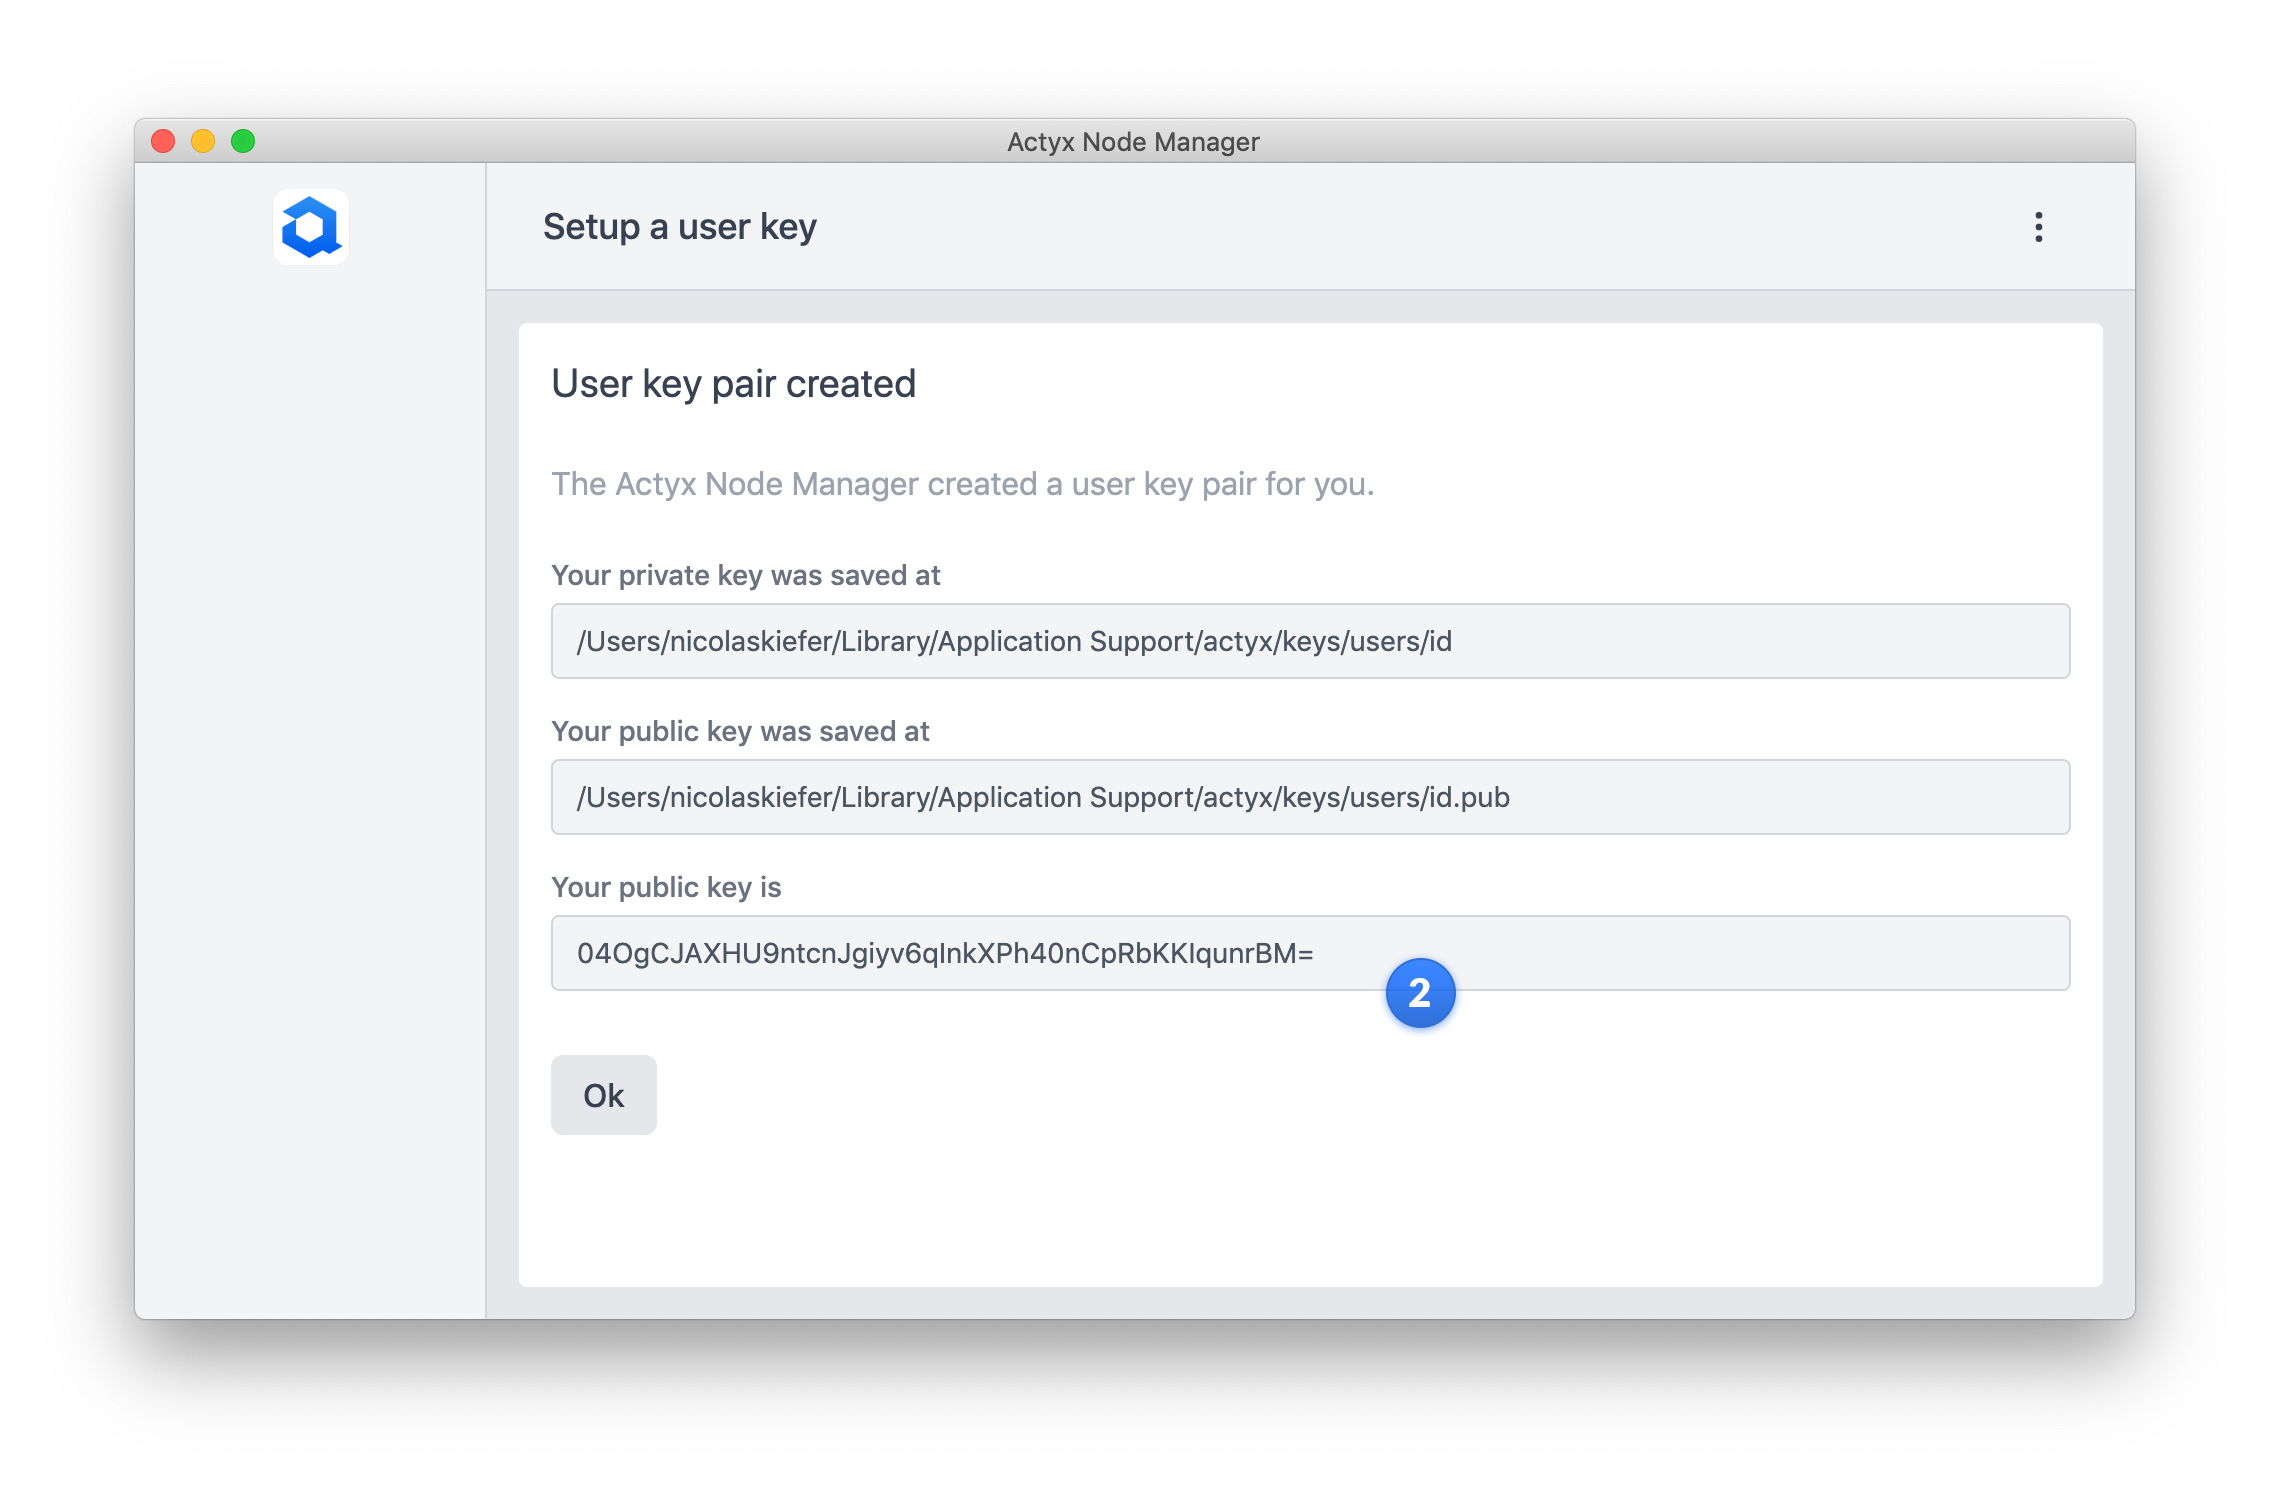 Actyx Node Manager
Setup a user key
User key pair created
The Actyx Node Manager created a user key pair for you.
Your private key was saved at
/Users/nicolaskiefer/Library/Application Support/actyx/keys/users/id
Your public key was saved at
/Users/nicolaskiefer/Library/Application Support/actyx/keys/users/id.pub
Your public key is
04OgCJAXHU9ntcnJgiyv6qInkXPh40nCpRbKKIqunrBM=
2
Ok